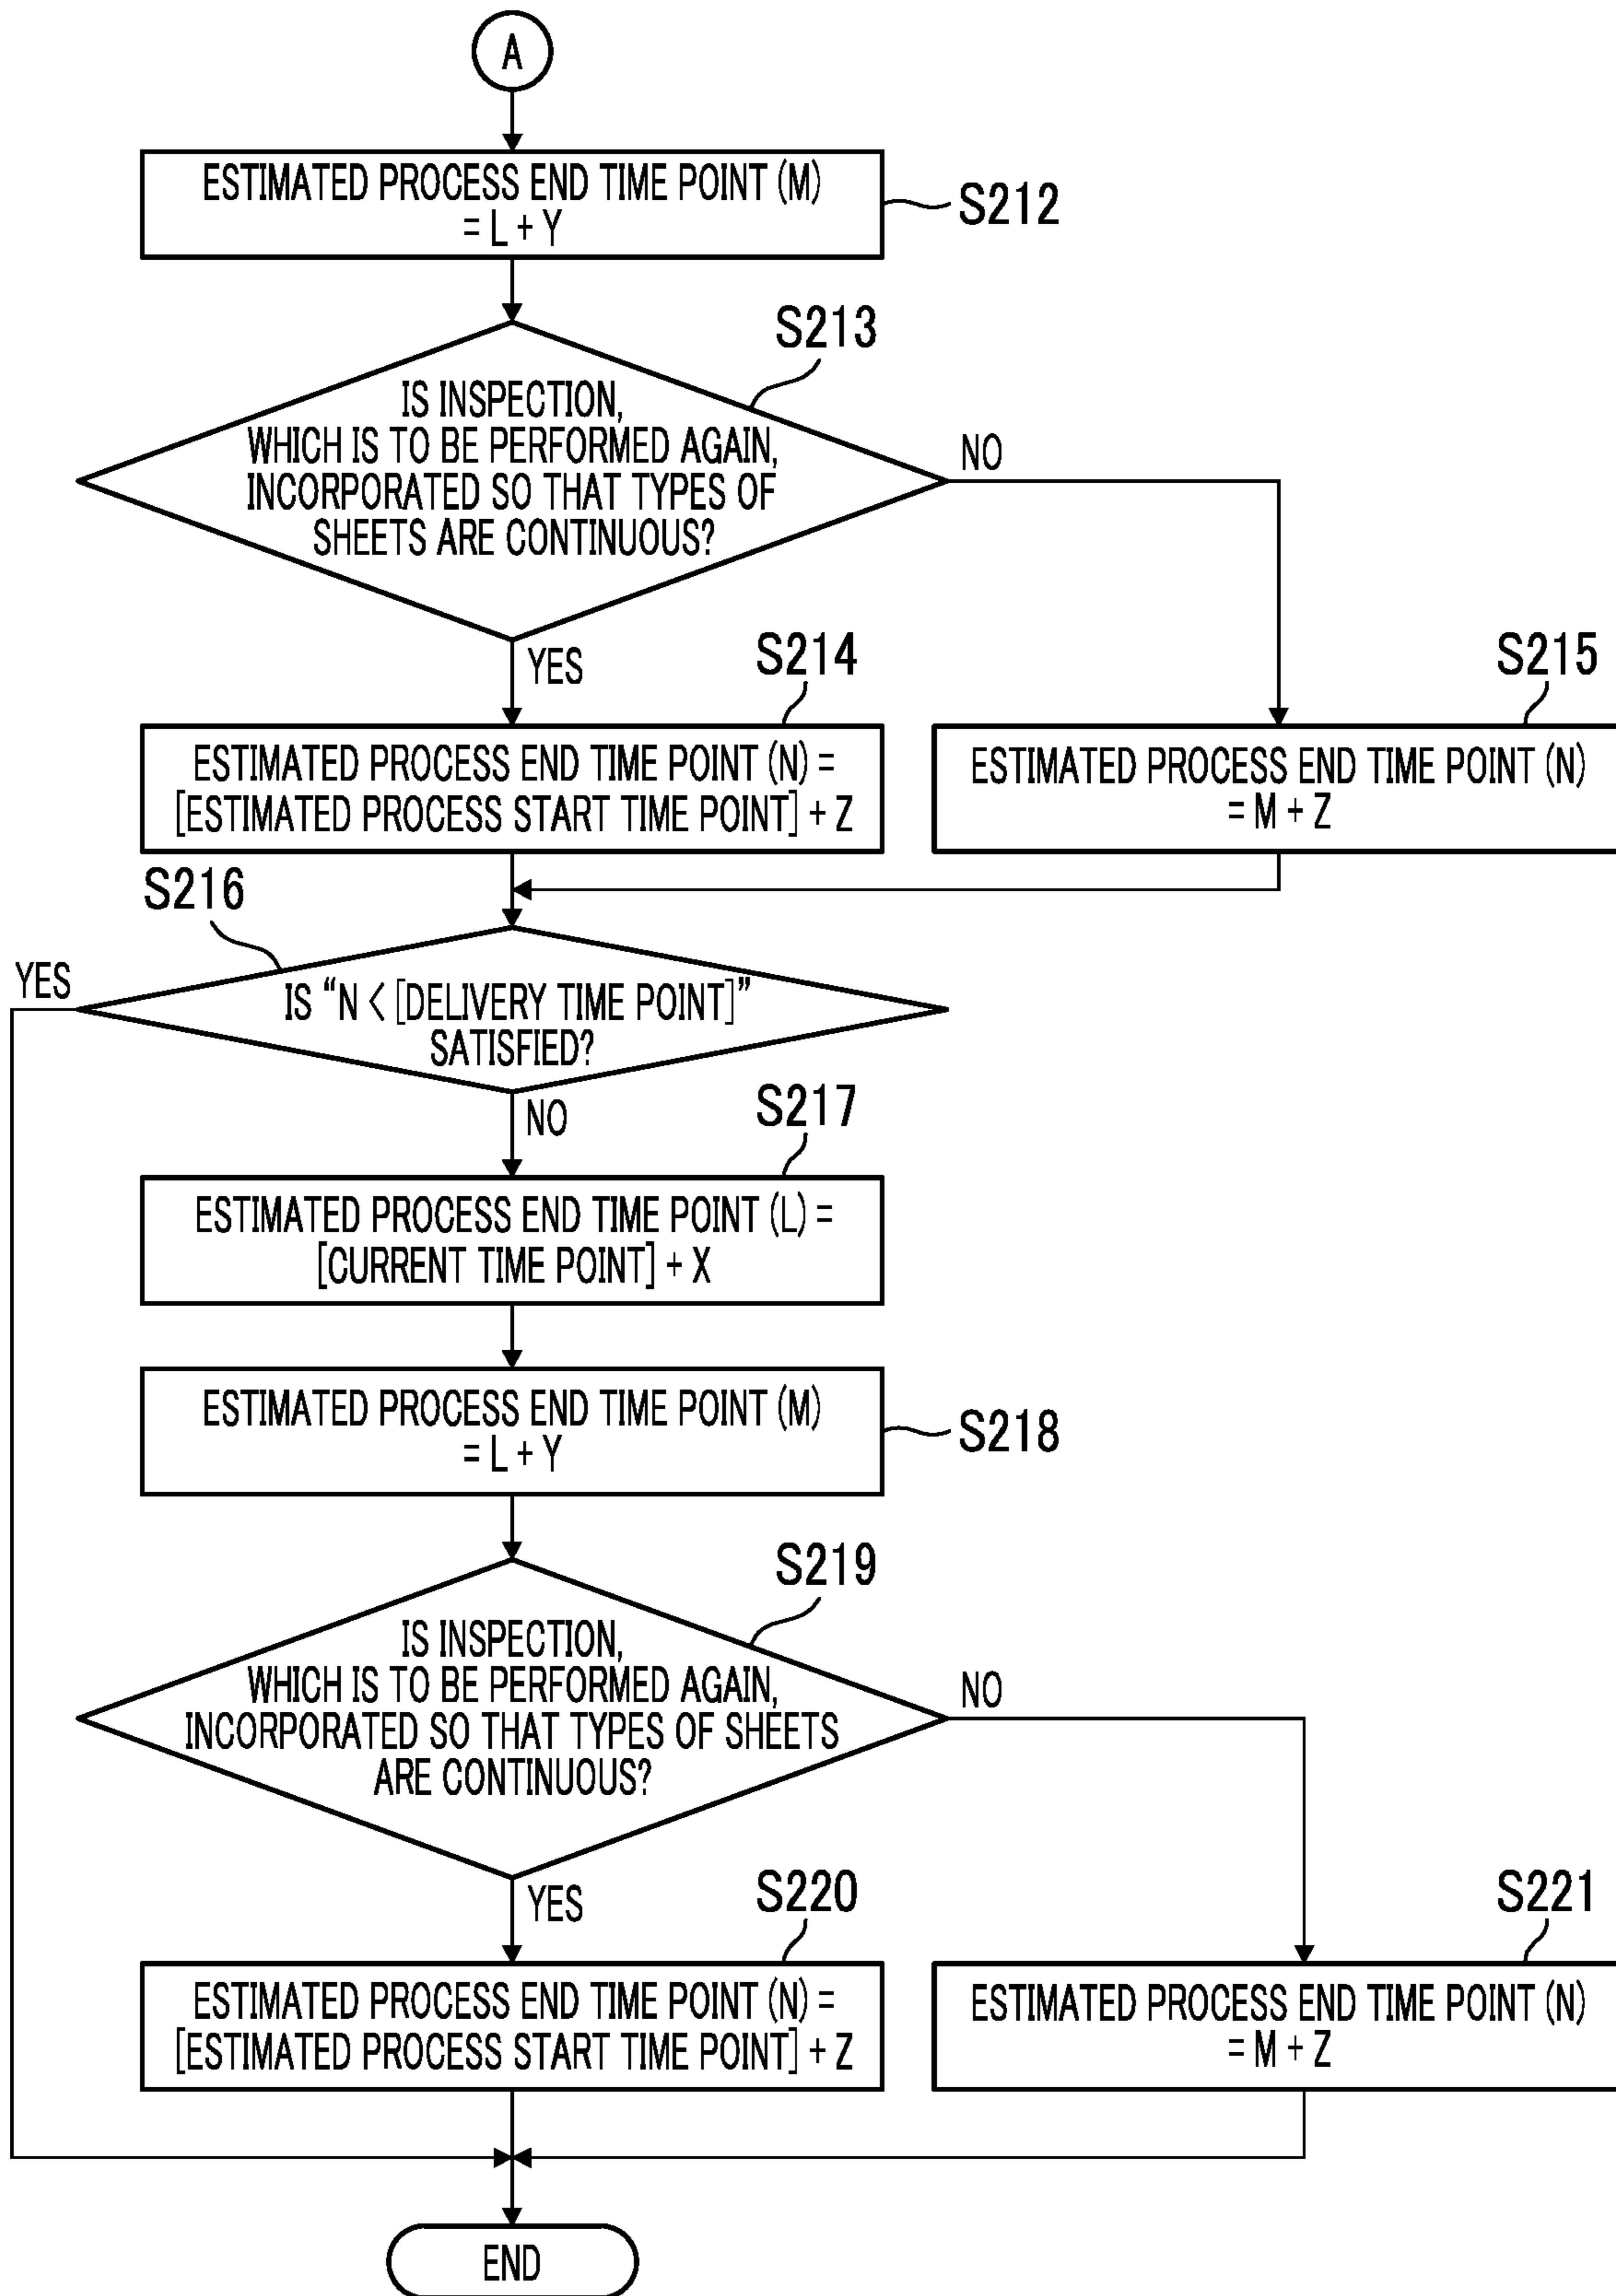 A
ESTIMATED PROCESS END TIME POINT (M)
= L + Y
S212
S213
IS INSPECTION,
WHICH IS TO BE PERFORMED AGAIN,
INCORPORATED SO THAT TYPES OF
SHEETS ARE CONTINUOUS?
NO
YES
S214
S215
ESTIMATED PROCESS END TIME POINT (N) =
[ESTIMATED PROCESS START TIME POINT] + Z
ESTIMATED PROCESS END TIME POINT (N)
= M + Z
S216
YES
IS “N < [DELIVERY TIME POINT]”
SATISFIED?
NO
S217
ESTIMATED PROCESS END TIME POINT (L) =
[CURRENT TIME POINT] + X
ESTIMATED PROCESS END TIME POINT (M)
= L + Y
S218
S219
IS INSPECTION,
WHICH IS TO BE PERFORMED AGAIN,
INCORPORATED SO THAT TYPES OF SHEETS
ARE CONTINUOUS?
NO
YES
S220
S221
ESTIMATED PROCESS END TIME POINT (N) =
[ESTIMATED PROCESS START TIME POINT] + Z
ESTIMATED PROCESS END TIME POINT (N)
= M + Z
END